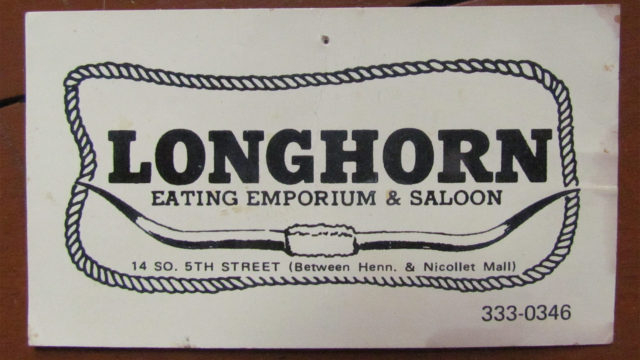 LONGHORN
EATING EMPORIUM & SALOON
14 SO. 5TH STREET (Between Henn. & Nicollet Mall)
333-0346